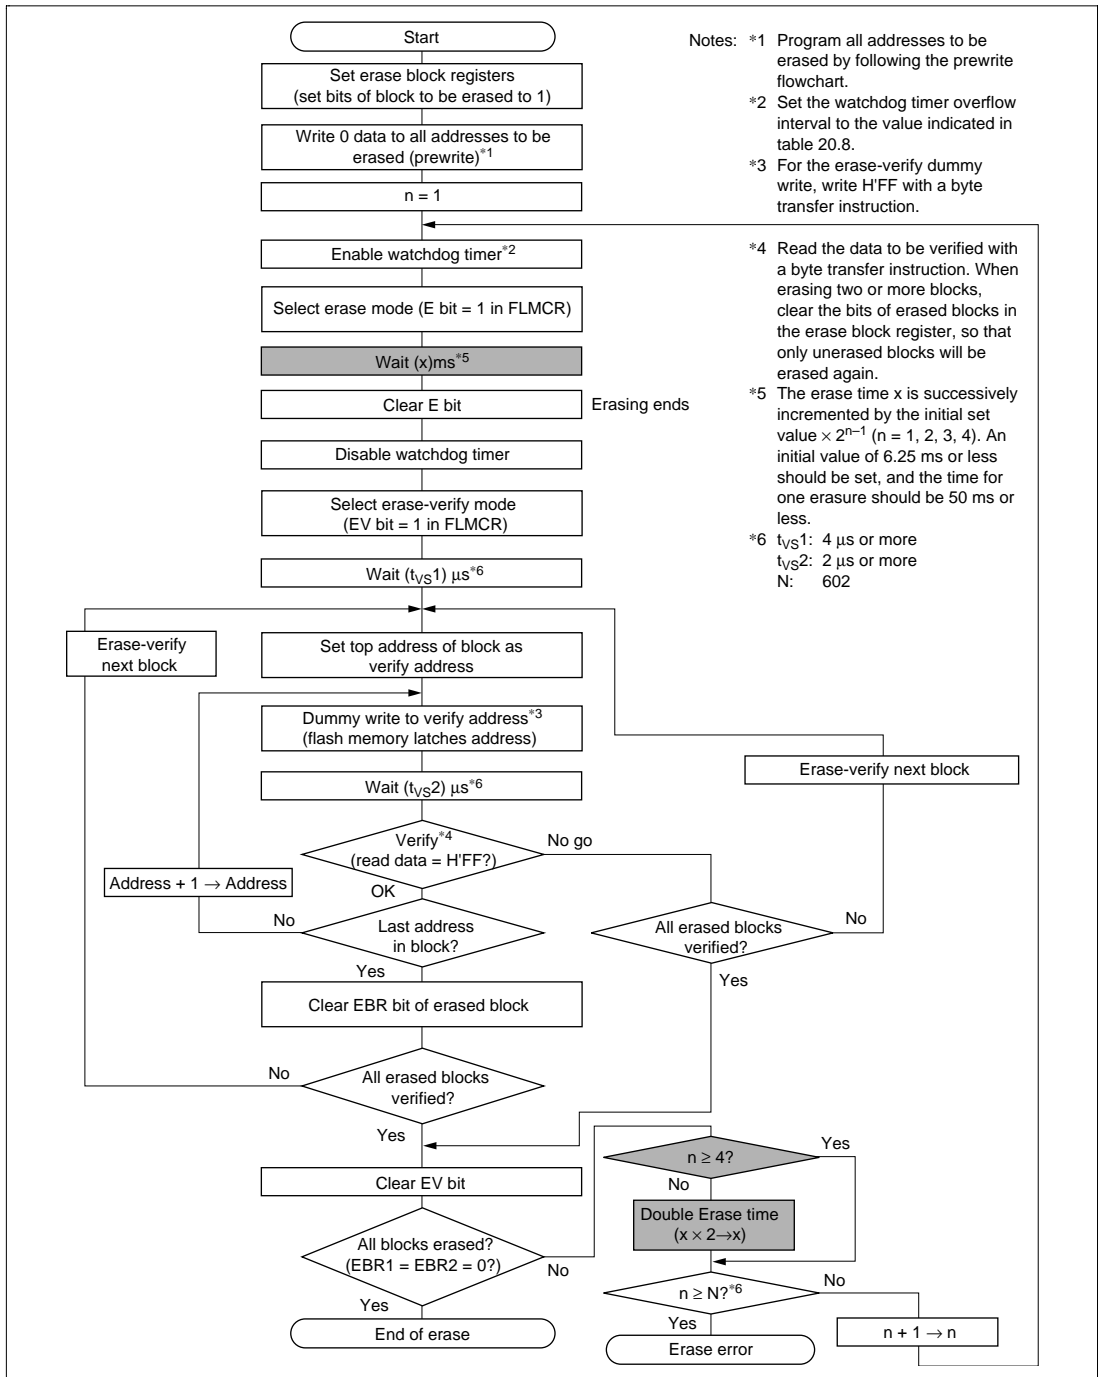 Start
Set erase block registers
(set bits of block to be erased to 1)
Write 0 data to all addresses to be
erased (prewrite)*1
n = 1
Enable watchdog timer*2
Select erase mode (E bit = 1 in FLMCR)
Wait (x)ms*5
Clear E bit
Erasing ends
Disable watchdog timer
Select erase-verify mode
(EV bit = 1 in FLMCR)
Wait (tVS1) μs*6
Erase-verify
next block
Set top address of block as
verify address
Dummy write to verify address*3
(flash memory latches address)
Wait (tVS2) μs*6
Erase-verify next block
Verify*4
(read data = H'FF?)
No go
OK
Address + 1 → Address
No
Last address
in block?
Yes
All erased blocks
verified?
No
Yes
Clear EBR bit of erased block
No
All erased blocks
verified?
Yes
Clear EV bit
n ≥ 4?
Yes
No
Double Erase time
(x × 2→x)
All blocks erased?
(EBR1 = EBR2 = 0?)
No
Yes
End of erase
n ≥ N?*6
No
Yes
Erase error
n + 1 → n
Notes: *1 Program all addresses to be
erased by following the prewrite
flowchart.
*2 Set the watchdog timer overflow
interval to the value indicated in
table 20.8.
*3 For the erase-verify dummy
write, write H'FF with a byte
transfer instruction.
*4 Read the data to be verified with
a byte transfer instruction. When
erasing two or more blocks,
clear the bits of erased blocks in
the erase block register, so that
only unerased blocks will be
erased again.
*5 The erase time x is successively
incremented by the initial set
value × 2n–1 (n = 1, 2, 3, 4). An
initial value of 6.25 ms or less
should be set, and the time for
one erasure should be 50 ms or
less.
*6 tVS1: 4 μs or more
tVS2: 2 μs or more
N: 602